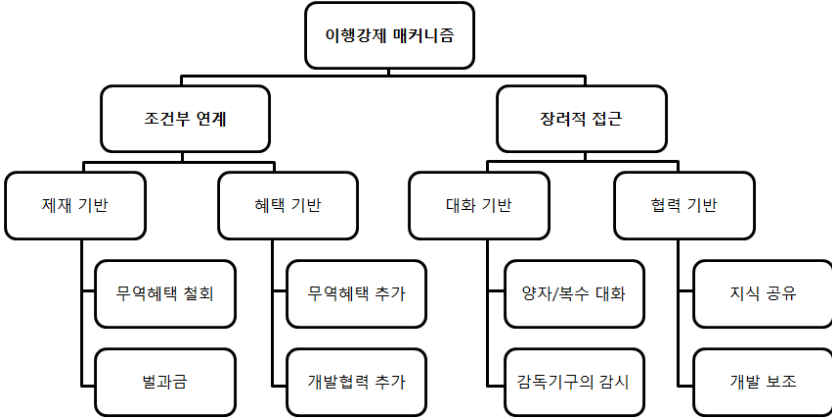 이행강제 매커니즘
조건부 연계
장려적 접근
제재 기반
혜택 기반
대화 기반
협력 기반
무역혜택 철회
무역혜택 추가
양자/복수 대화
지식 공유
벌과금
개발협력 추가
감독기구의 감시
개발 보조